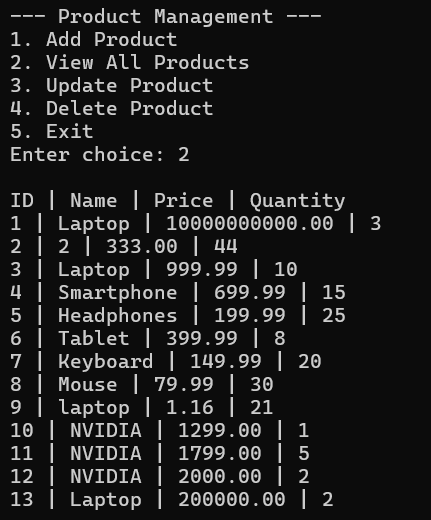 --- Product Management ---
1. Add Product
2. View All Products
3. Update Product
4. Delete Product
5. Exit
Enter choice: 2
ID | Name | Price | Quantity
1 | Laptop | 10000000000.00 | 3
2 | 2 | 333.00 | 44
3 | Laptop | 999.99 | 10
4 | Smartphone | 699.99 | 15
5 | Headphones | 199.99 | 25
6 | Tablet | 399.99 | 8
7 | Keyboard | 149.99 | 20
8 | Mouse | 79.99 | 30
9 | laptop | 1.16 | 21
10 | NVIDIA | 1299.00 | 1
11 | NVIDIA | 1799.00 | 5
12 | NVIDIA | 2000.00 | 2
13 | Laptop | 200000.00 | 2